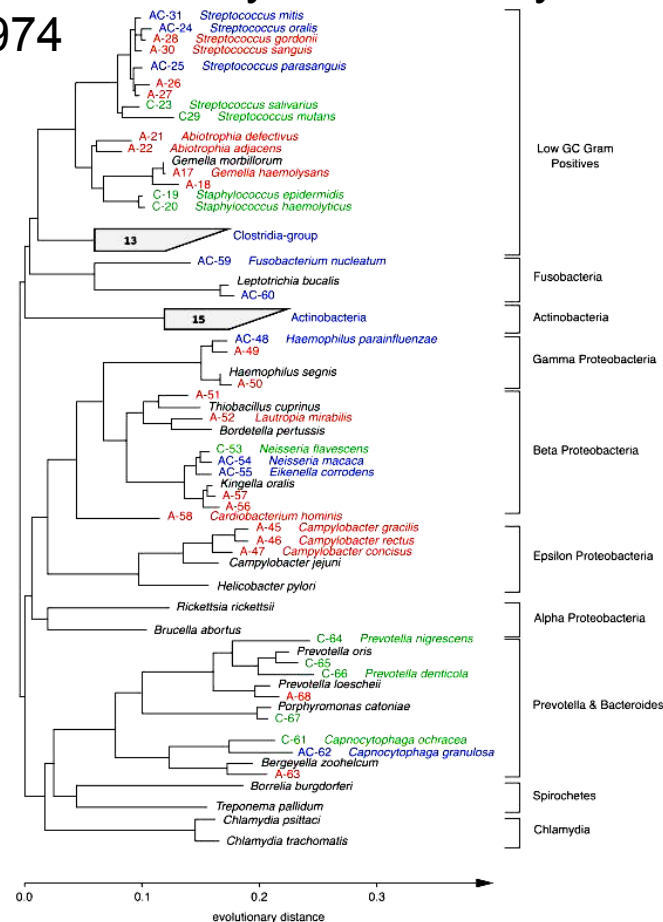 974
AC-31 Streptococcus mitis
AC-24 Streptococcus oralis
A-28 Streptococcus gordonii
A-30 Streptococcus sanguis
AC-25 Streptococcus parasanguis
A-26
A-27
C-23 Streptococcus salivarius
C29 Streptococcus mutans
A-21 Abiotrophia defectivus
A-22 Abiotrophia adjacens
Gemella morbillorum
A17 Gemella haemolysans
A-18
C-19 Staphylococcus epidermidis
C-20 Staphylococcus haemolyticus
Low GC Gram
Positives
13 Clostridia-group
AC-59 Fusobacterium nucleatum
Leptotrichia bucalis
AC-60
Fusobacteria
15 Actinobacteria
Actinobacteria
AC-48 Haemophilus parainfluenzae
A-49
Haemophilus segnis
A-50
Gamma Proteobacteria
A-51
Thiobacillus cuprinus
A-52 Lautropia mirabilis
Bordetella pertussis
C-53 Neisseria flavescens
AC-54 Neisseria macaca
AC-55 Eikenella corrodens
Kingella oralis
A-57
A-56
Beta Proteobacteria
A-58 Cardiobacterium hominis
A-45 Campylobacter gracilis
A-46 Campylobacter rectus
A-47 Campylobacter concisus
Campylobacter jejuni
Helicobacter pylori
Epsilon Proteobacteria
Rickettsia rickettsii
Brucella abortus
Alpha Proteobacteria
C-64 Prevotella nigrescens
Prevotella oris
C-65
C-66 Prevotella denticola
Prevotella loescheii
A-68
Porphyromonas catoniae
C-67
C-61 Capnocytophaga ochracea
AC-62 Capnocytophaga granulosa
Bergeyella zoohelcum
A-63
Prevotella & Bacteroides
Borrelia burgdorferi
Treponema pallidum
Spirochetes
Chlamydia psittaci
Chlamydia trachomatis
Chlamydia
0.0 0.1 0.2 0.3
evolutionary distance